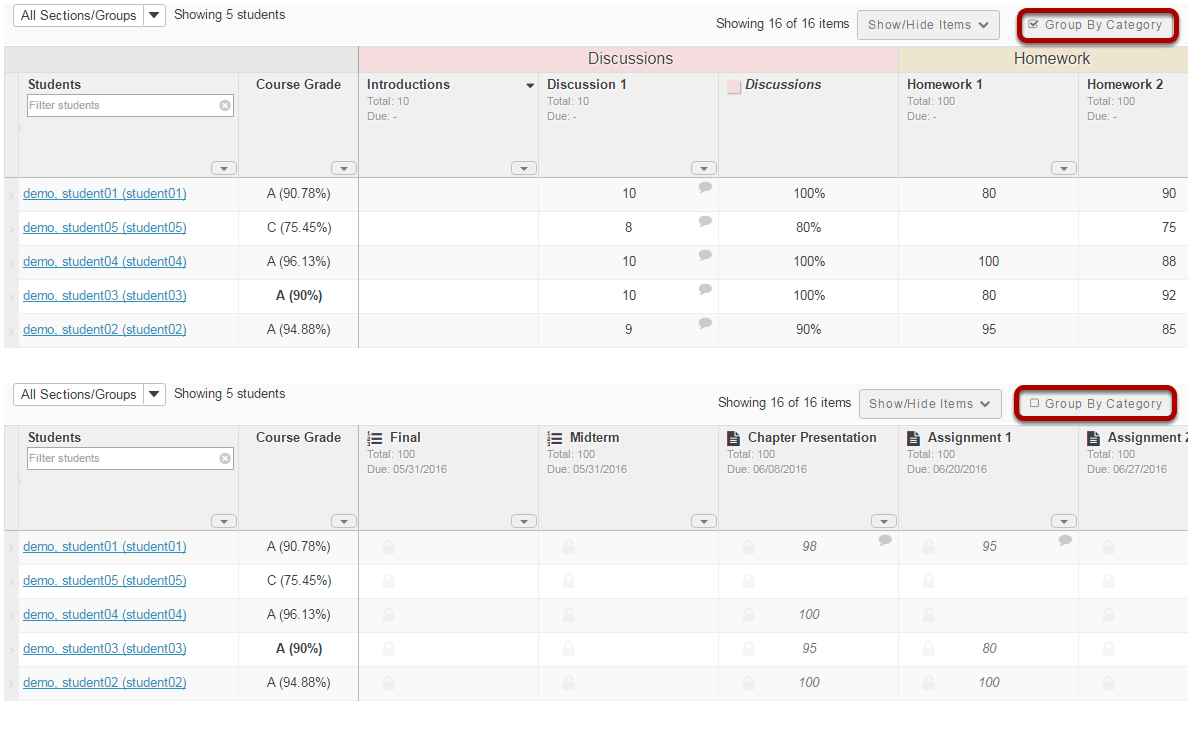 All Sections/Groups Showing 5 students
Showing 16 of 16 items Show/Hide Items Group By Category
Discussions Homework
Students Course Grade Introductions Discussion 1 Discussions Homework 1 Homework 2
Filter students Total: 10 Total: 10 Total: 100 Total: 100
Due: - Due: - Due: - Due: -
demo, student01 (student01) A (90.78%) 10 100% 80 90
demo, student05 (student05) C (75.45%) 8 80% 75
demo, student04 (student04) A (96.13%) 10 100% 100 88
demo, student03 (student03) A (90%) 10 100% 80 92
demo, student02 (student02) A (94.88%) 9 90% 95 85
All Sections/Groups Showing 5 students
Showing 16 of 16 items Show/Hide Items Group By Category
Students Course Grade Final Midterm Chapter Presentation Assignment 1 Assignment 2
Filter students Total: 100 Total: 100 Total: 100 Total: 100 Total: 100
Due: 05/31/2016 Due: 05/31/2016 Due: 06/08/2016 Due: 06/20/2016 Due: 06/27/2016
demo, student01 (student01) A (90.78%) 98 95
demo, student05 (student05) C (75.45%)
demo, student04 (student04) A (96.13%) 100
demo, student03 (student03) A (90%) 95 80
demo, student02 (student02) A (94.88%) 100 100